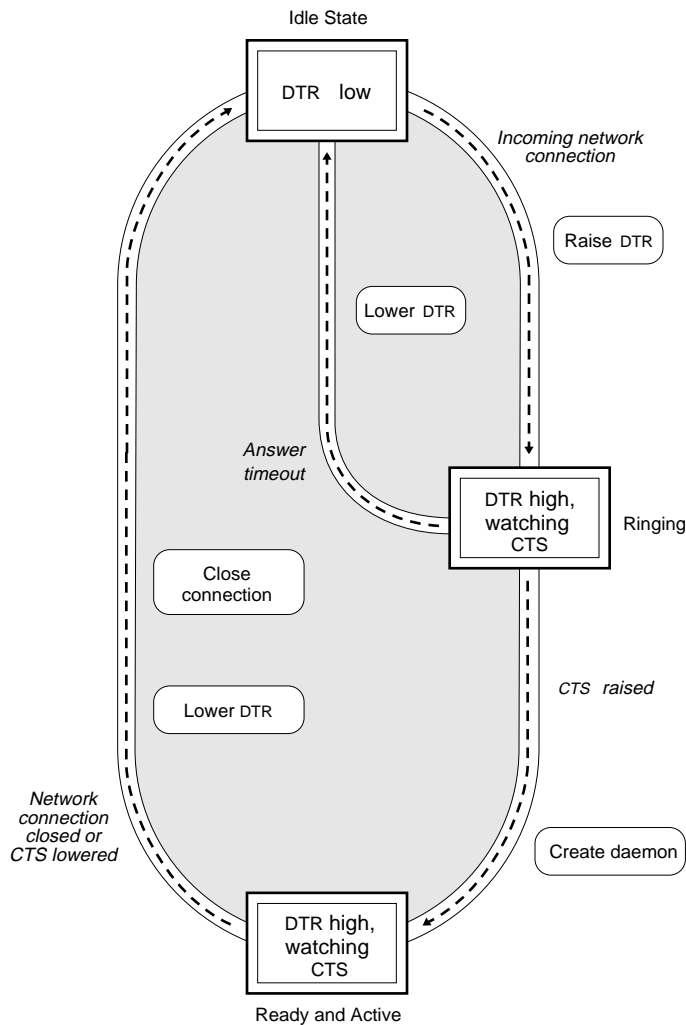 Idle State
DTR low
Incoming network
connection
Raise DTR
Lower DTR
Answer
timeout
DTR high,
watching
CTS
Ringing
Close
connection
CTS raised
Lower DTR
Network
connection
closed or
CTS lowered
Create daemon
DTR high,
watching
CTS
Ready and Active